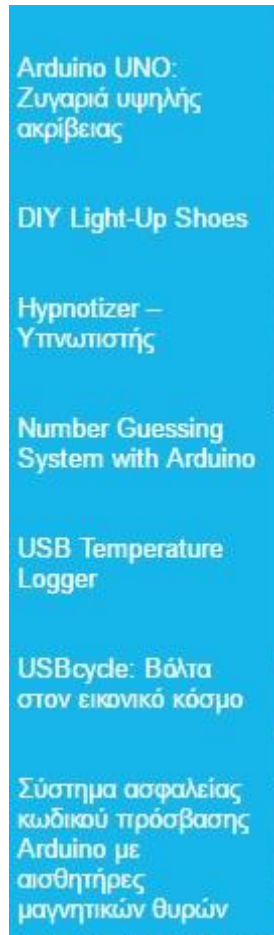 Arduino UNO:
Ζυγαριά υψηλής
ακρίβειας
DIY Light-Up Shoes
Hypnotizer –
Υπνωτιστής
Number Guessing
System with Arduino
USB Temperature
Logger
USBcycle: Βόλτα
στον εικονικό κόσμο
Σύστημα ασφαλείας
κωδικού πρόσβασης
Arduino με
αισθητήρες
μαγνητικών θυρών